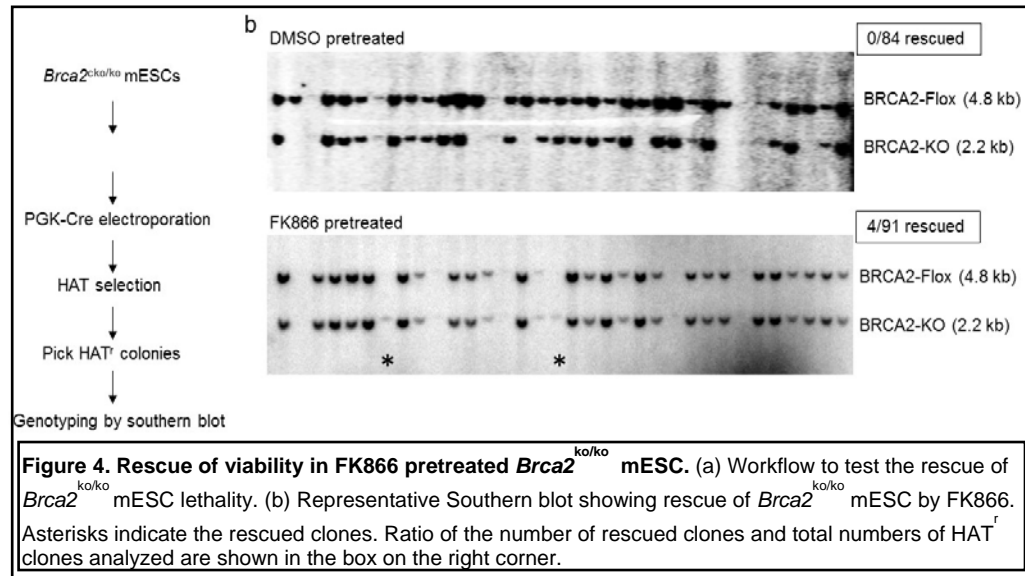 b
DMSO pretreated
0/84 rescued
Brca2cko/ko mESCs
BRCA2-Flox (4.8 kb)
BRCA2-KO (2.2 kb)
PGK-Cre electroporation
FK866 pretreated
4/91 rescued
HAT selection
BRCA2-Flox (4.8 kb)
BRCA2-KO (2.2 kb)
Pick HATr colonies
* *
Genotyping by southern blot
Figure 4. Rescue of viability in FK866 pretreated Brca2ko/ko mESC. (a) Workflow to test the rescue of
Brca2ko/ko mESC lethality. (b) Representative Southern blot showing rescue of Brca2ko/ko mESC by FK866.
Asterisks indicate the rescued clones. Ratio of the number of rescued clones and total numbers of HATr
clones analyzed are shown in the box on the right corner.